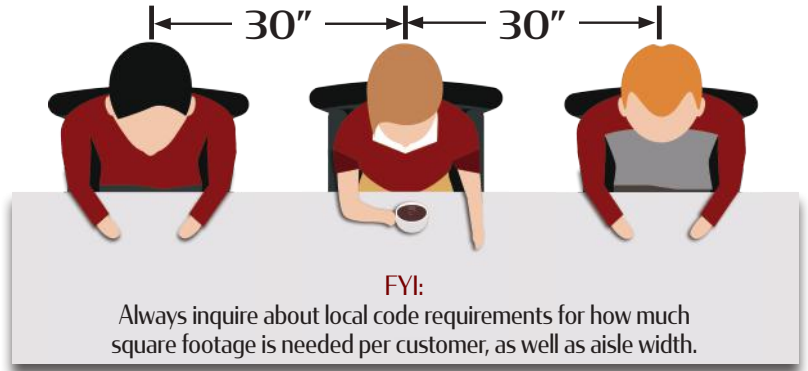 30" 30"
FYI:
Always inquire about local code requirements for how much
square footage is needed per customer, as well as aisle width.